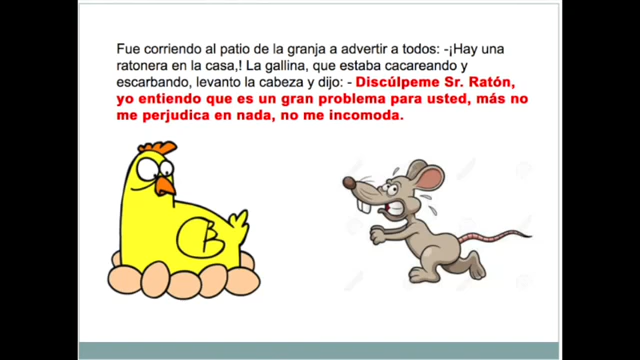 Fue corriendo al patio de la granja a advertir a todos: -¡Hay una
ratonera en la casa,! La gallina, que estaba cacareando y
escarbando, levanto la cabeza y dijo: - Discúlpeme Sr. Ratón,
yo entiendo que es un gran problema para usted, más no
me perjudica en nada, no me incomoda.